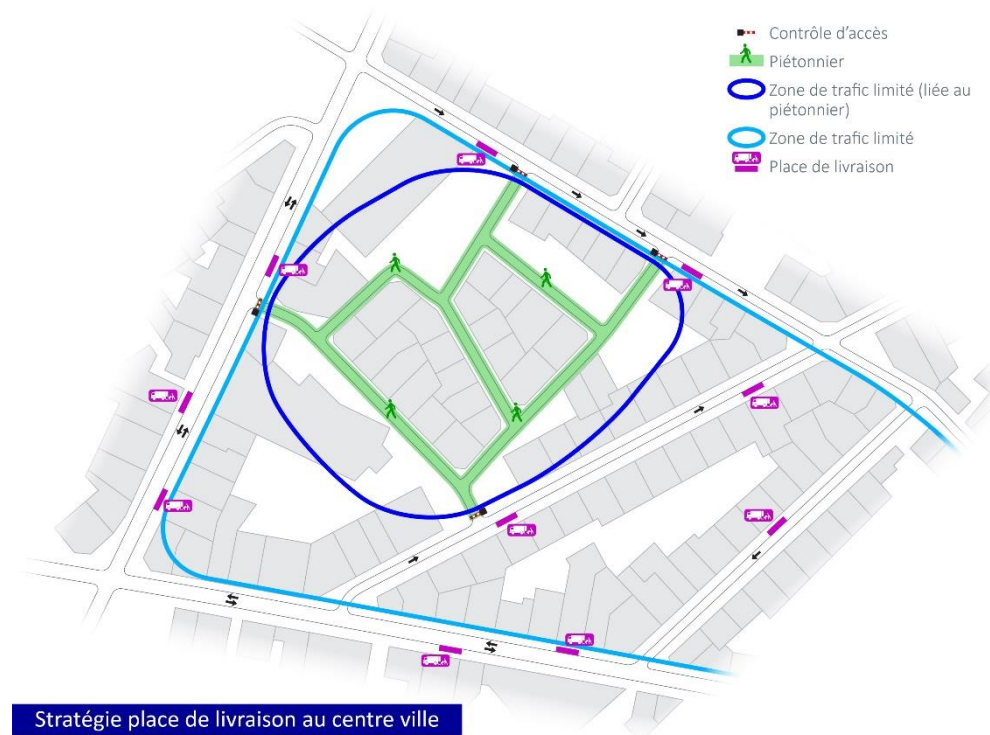 Contrôle d'accès
Piétonnier
Zone de trafic limité (liée au
piétonnier)
Zone de trafic limité
Place de livraison
Stratégie place de livraison au centre ville